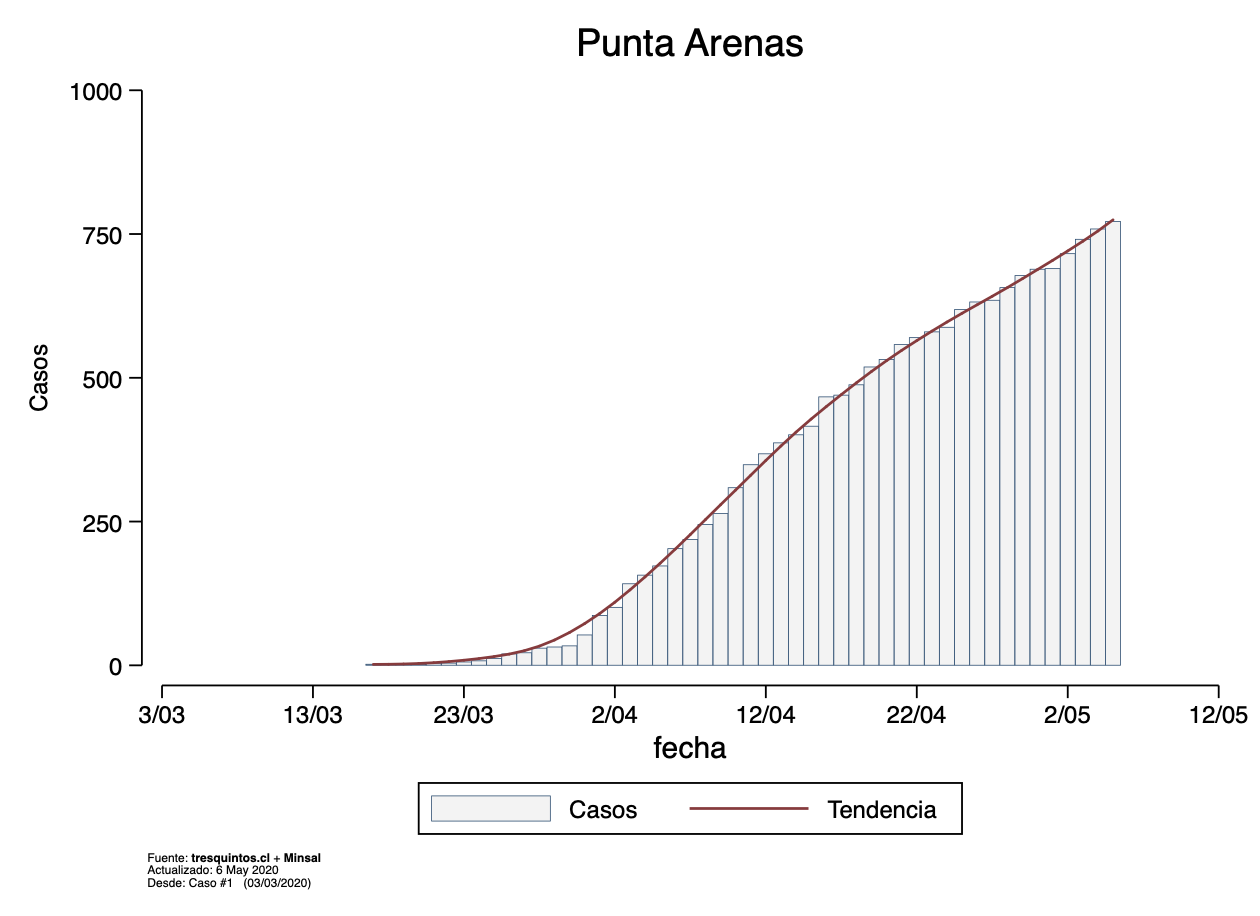 Punta Arenas
1000
750
500
250
0
Casos
3/03 13/03 23/03 2/04 12/04 22/04 2/05 12/05
fecha
Casos Tendencia
Fuente: tresquintos.cl + Minsal
Actualizado: 6 May 2020
Desde: Caso #1 (03/03/2020)